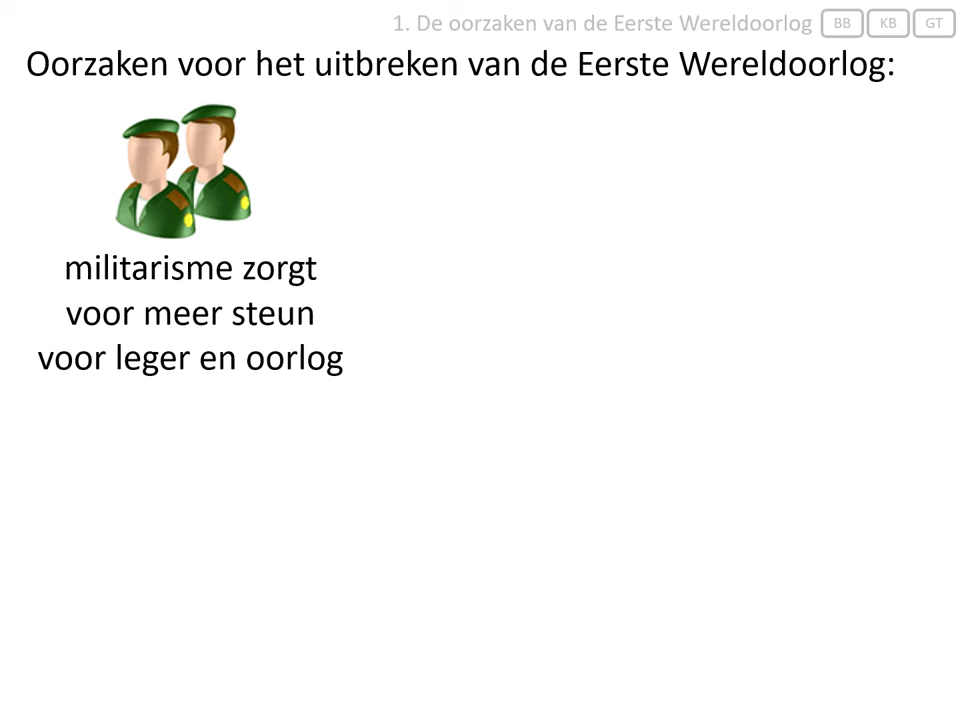 1. De oorzaken van de Eerste Wereldoorlog BB KB GT
Oorzaken voor het uitbreken van de Eerste Wereldoorlog:
militarisme zorgt
voor meer steun
voor leger en oorlog